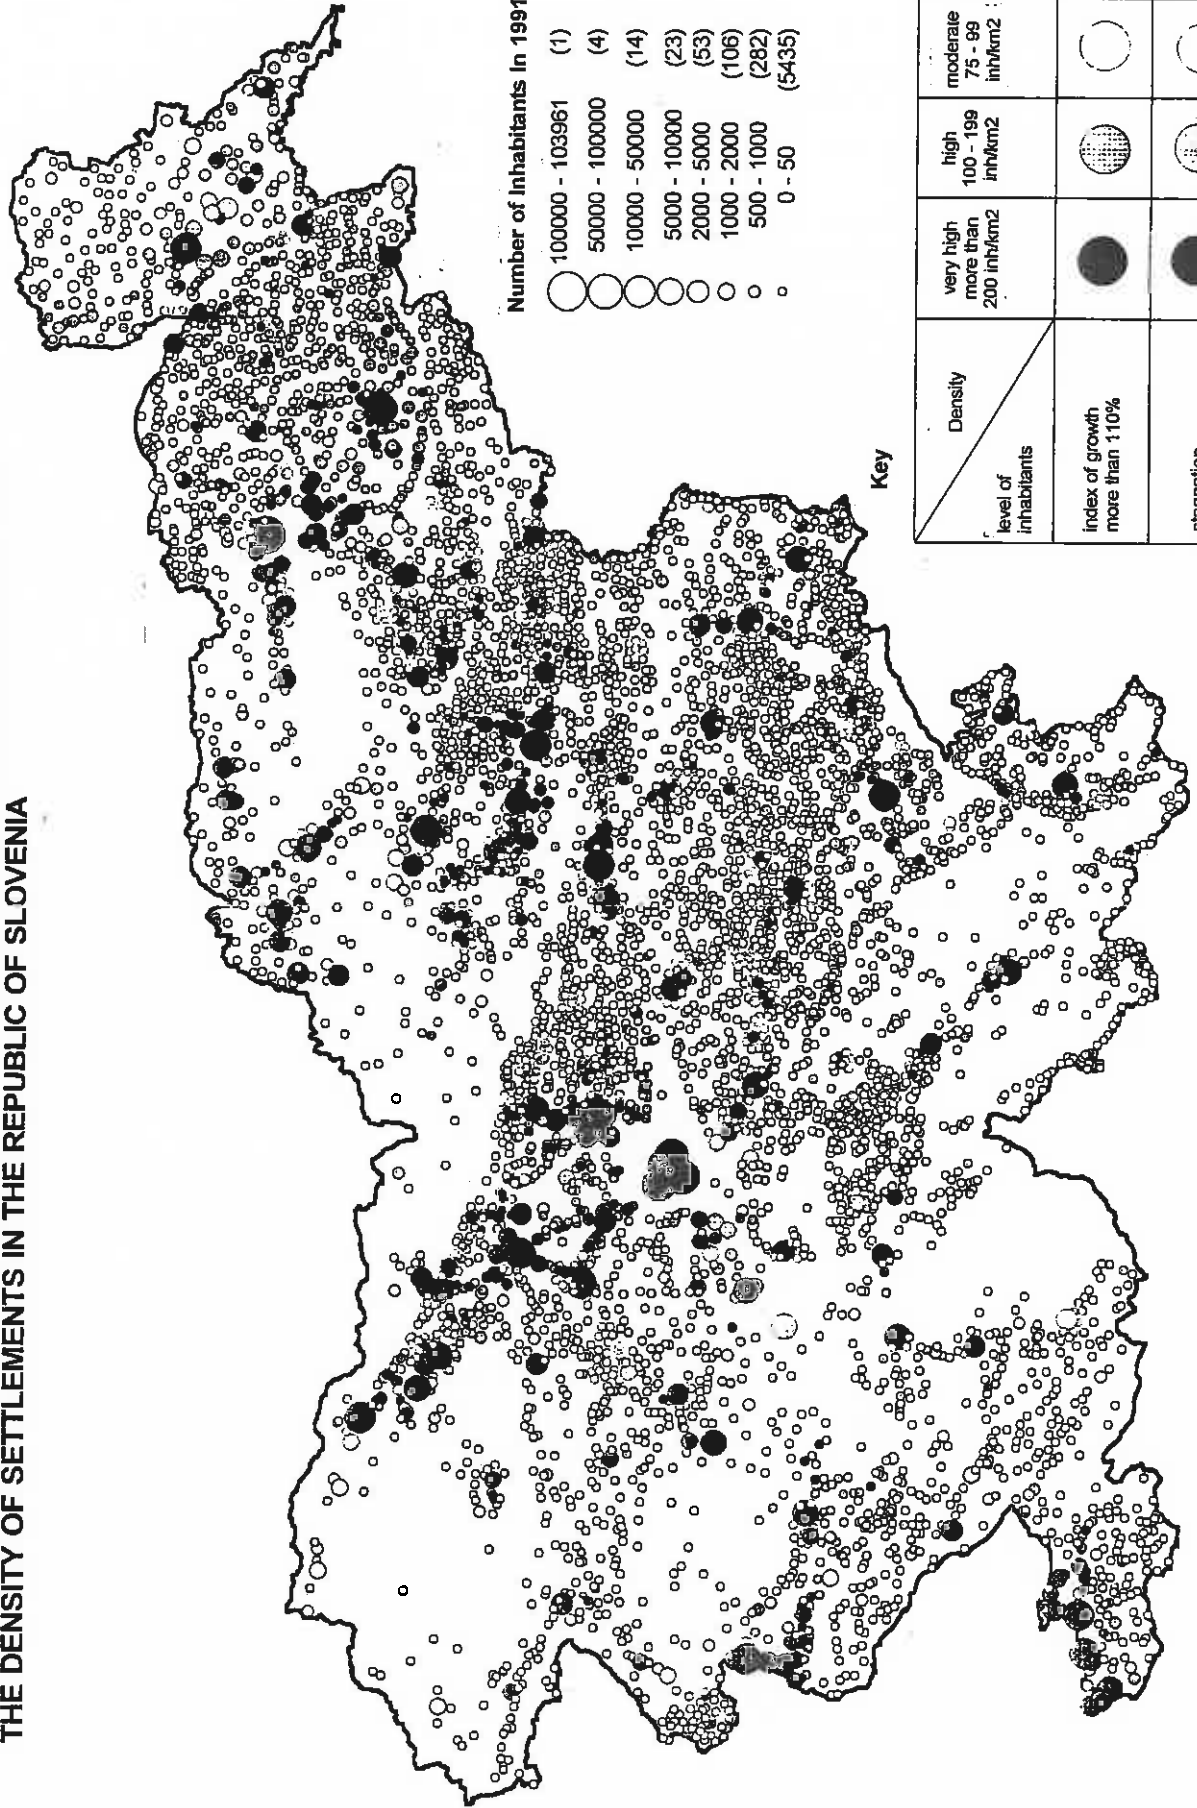 THE DENSITY OF SETTLEMENTS IN THE REPUBLIC OF SLOVENIA
Number of Inhabitants in 1991
100000 - 103961 (1)
50000 - 100000 (4)
10000 - 50000 (14)
5000 - 10000 (23)
2000 - 5000 (53)
1000 - 2000 (106)
500 - 1000 (282)
0 - 50 (5435)
Key
Density
level of
inhabitants
very high
more than
200 inh/km2
high
100 - 199
inh/km2
moderate
75 - 99
inh/km2
index of growth
more than 110%